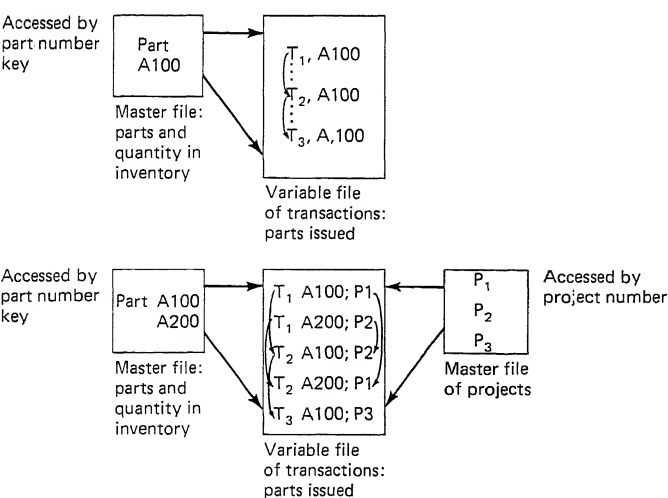 Accessed by
part number
key
Part
A100
Master file:
parts and
quantity in
inventory
T₁, A100
T₂, A100
T₃, A,100
Variable file
of transactions:
parts issued
Accessed by
part number
key
Part A100
A200
Master file:
parts and
quantity in
inventory
T₁ A100; P1
T₁ A200; P2
T₂ A100; P2
T₂ A200; P1
T₃ A100; P3
Variable file
of transactions:
parts issued
P₁
P₂
P₃
Master file
of projects
Accessed by
project number